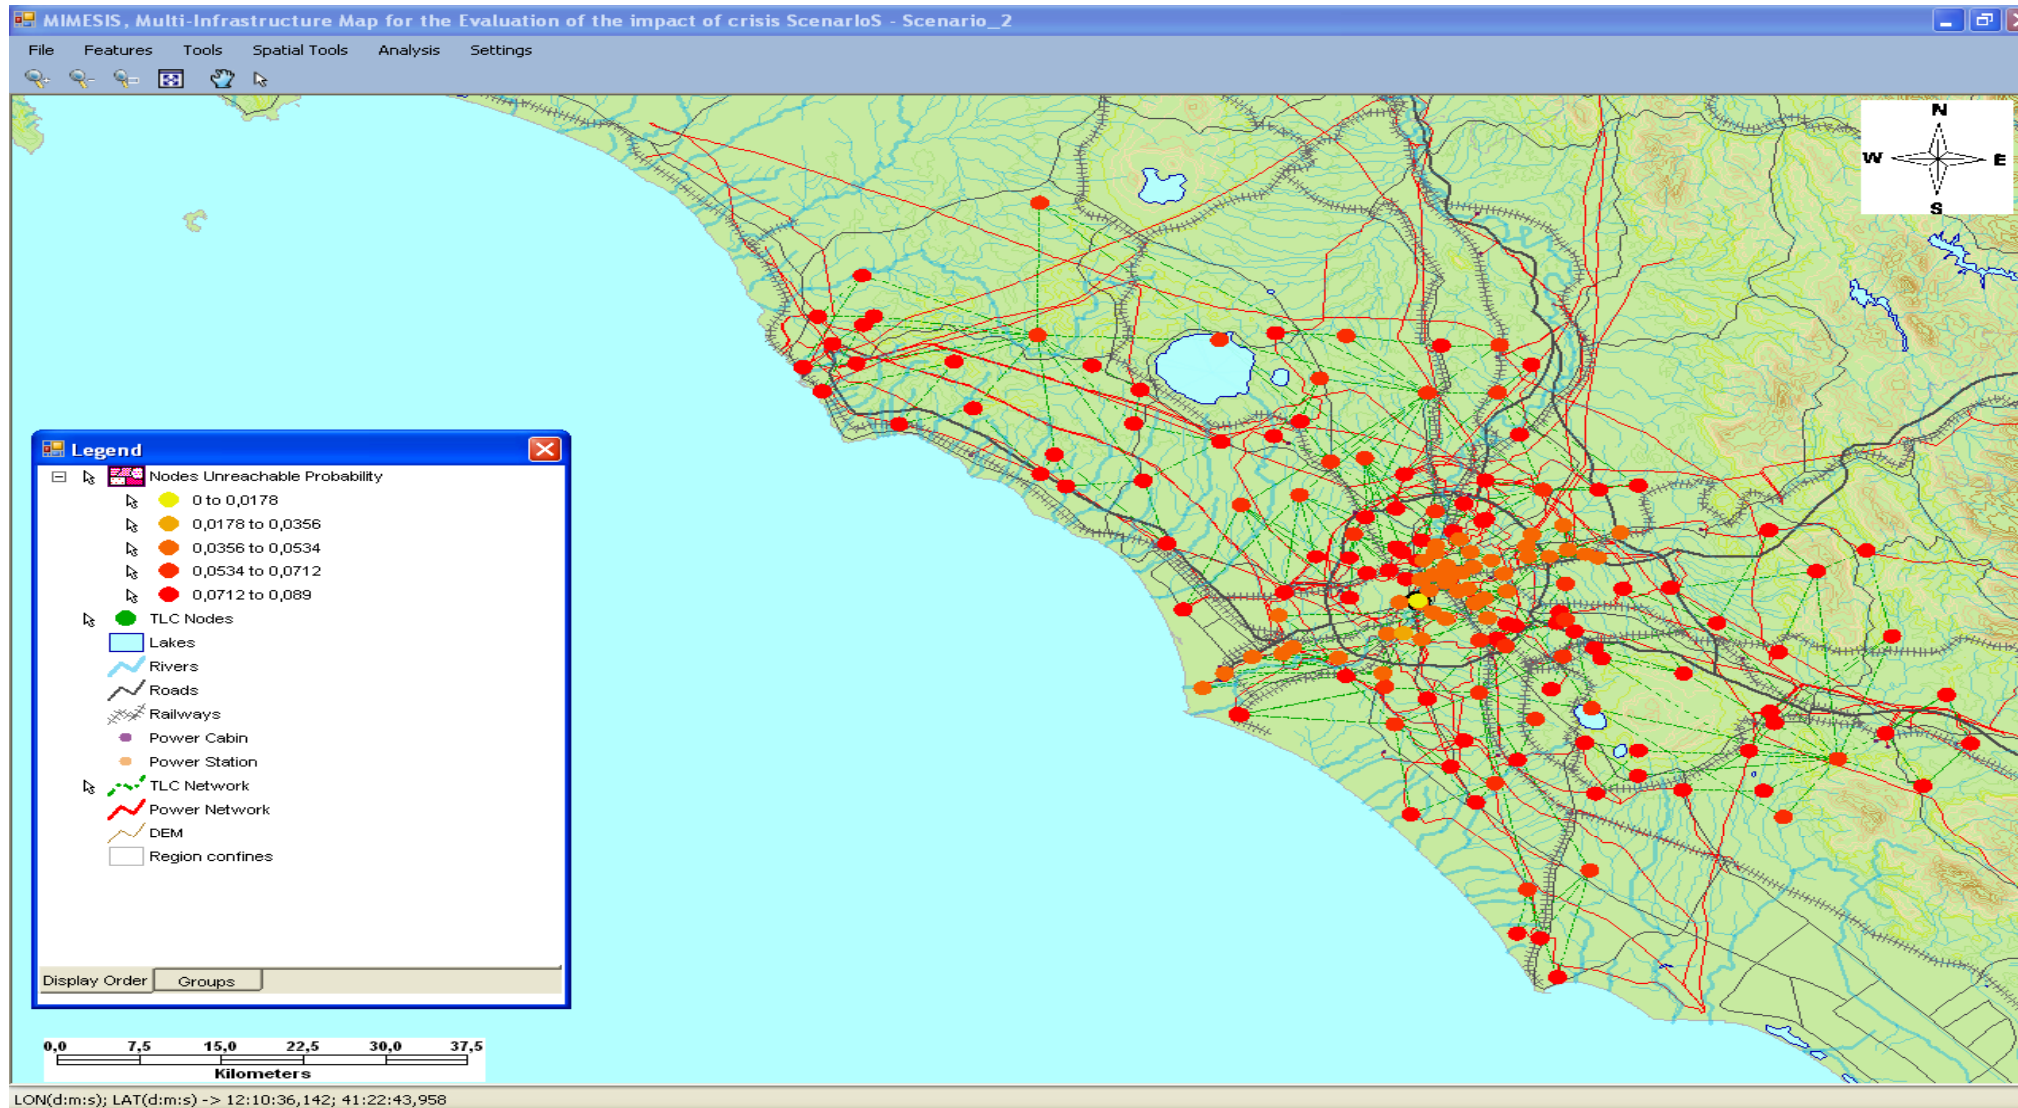 MIMESIS, Multi-Infrastructure Map for the Evaluation of the impact of crisis ScenarIoS - Scenario_2
File Features Tools Spatial Tools Analysis Settings
N
W E
S
Legend
Nodes Unreachable Probability
0 to 0,0178
0,0178 to 0,0356
0,0356 to 0,0534
0,0534 to 0,0712
0,0712 to 0,089
TLC Nodes
Lakes
Rivers
Roads
Railways
Power Cabin
Power Station
TLC Network
Power Network
DEM
Region confines
Display Order Groups
0,0 7,5 15,0 22,5 30,0 37,5
Kilometers
LON(d:m:s); LAT(d:m:s) -> 12:10:36,142; 41:22:43,958